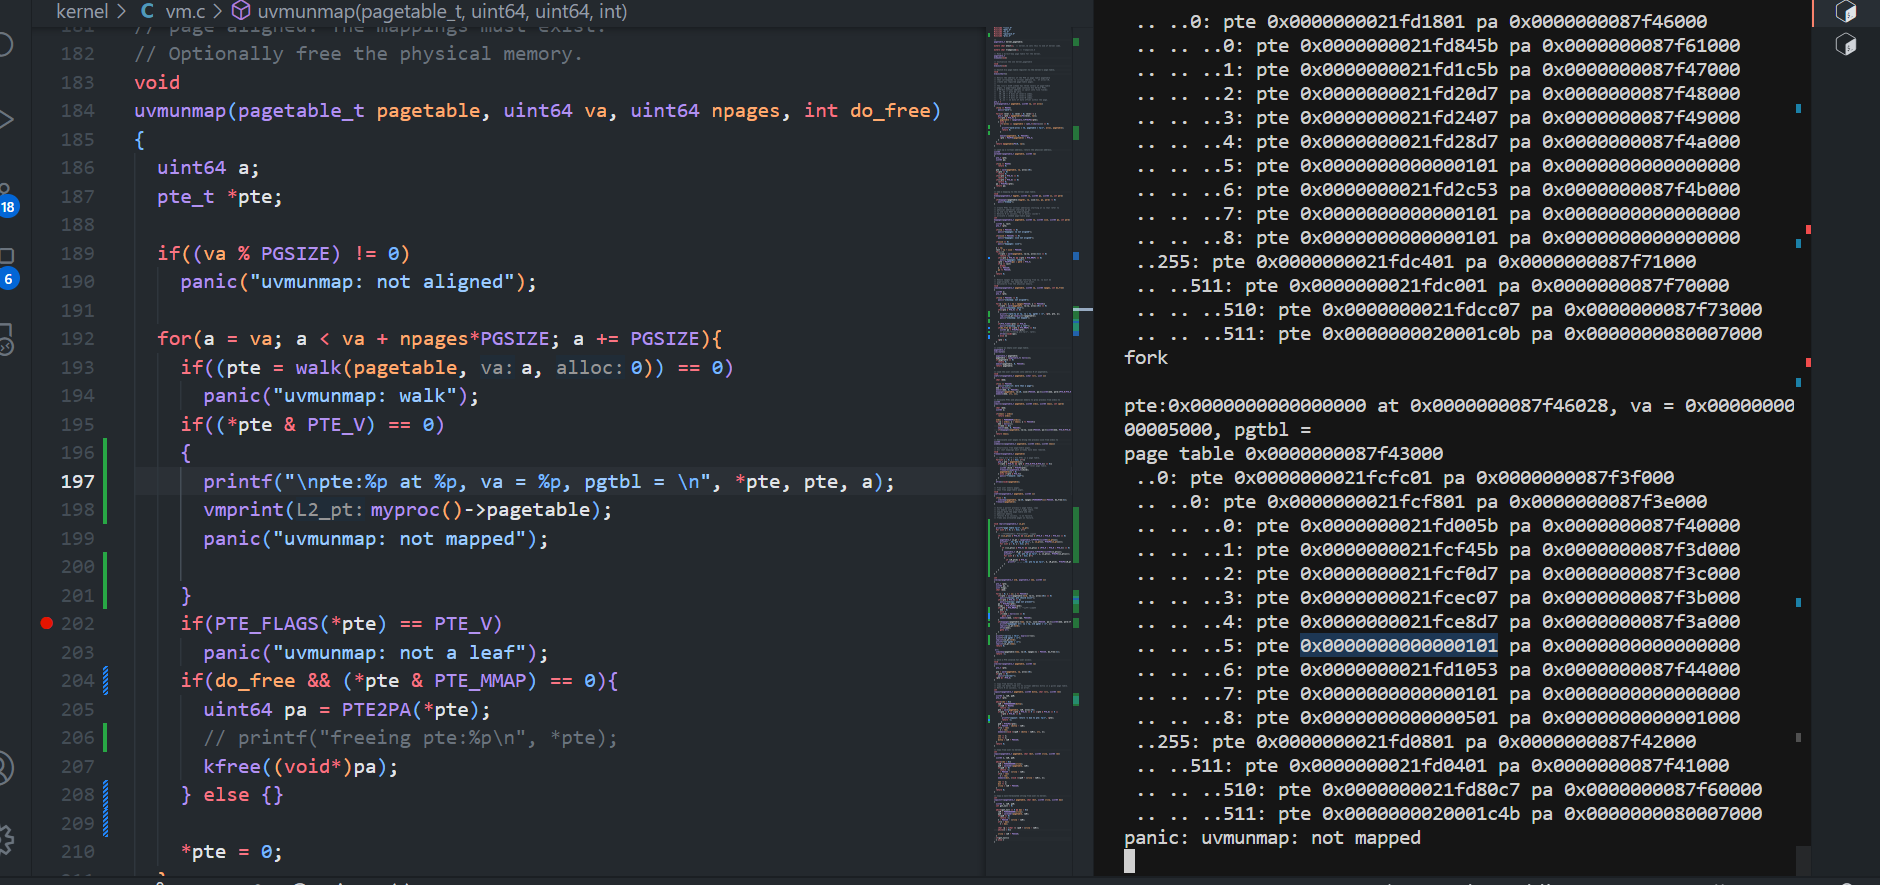 kernel > C vm.c > uvmunmap(pagetable_t, uint64, uint64, int)
181 // page aligned. The mappings must exist.
182 // Optionally free the physical memory.
183 void
184 uvmunmap(pagetable_t pagetable, uint64 va, uint64 npages, int do_free)
185 {
186 uint64 a;
187 pte_t *pte;
188
189 if((va % PGSIZE) != 0)
190 panic("uvmunmap: not aligned");
191
192 for(a = va; a < va + npages*PGSIZE; a += PGSIZE){
193 if((pte = walk(pagetable, va: a, alloc: 0)) == 0)
194 panic("uvmunmap: walk");
195 if((*pte & PTE_V) == 0)
196 {
197 printf("\npte:%p at %p, va = %p, pgtbl = \n", *pte, pte, a);
198 vmprint(L2_pt: myproc()->pagetable);
199 panic("uvmunmap: not mapped");
200
201 }
202 if(PTE_FLAGS(*pte) == PTE_V)
203 panic("uvmunmap: not a leaf");
204 if(do_free && (*pte & PTE_MMAP) == 0){
205 uint64 pa = PTE2PA(*pte);
206 // printf("freeing pte:%p\n", *pte);
207 kfree((void*)pa);
208 } else {}
209
210 *pte = 0;
18
6
.. ..0: pte 0x0000000021fd1801 pa 0x0000000087f46000
.. .. ..0: pte 0x0000000021fd845b pa 0x0000000087f61000
.. .. ..1: pte 0x0000000021fd1c5b pa 0x0000000087f47000
.. .. ..2: pte 0x0000000021fd20d7 pa 0x0000000087f48000
.. .. ..3: pte 0x0000000021fd2407 pa 0x0000000087f49000
.. .. ..4: pte 0x0000000021fd28d7 pa 0x0000000087f4a000
.. .. ..5: pte 0x0000000000000101 pa 0x0000000000000000
.. .. ..6: pte 0x0000000021fd2c53 pa 0x0000000087f4b000
.. .. ..7: pte 0x0000000000000101 pa 0x0000000000000000
.. .. ..8: pte 0x0000000000000101 pa 0x0000000000000000
..255: pte 0x0000000021fdc401 pa 0x0000000087f71000
.. ..511: pte 0x0000000021fdc001 pa 0x0000000087f70000
.. .. ..510: pte 0x0000000021fdcc07 pa 0x0000000087f73000
.. .. ..511: pte 0x0000000020001c0b pa 0x0000000080007000
fork
pte:0x0000000000000000 at 0x0000000087f46028, va = 0x00000000
00005000, pgtbl =
page table 0x0000000087f43000
..0: pte 0x0000000021fcfc01 pa 0x0000000087f3f000
.. ..0: pte 0x0000000021fcf801 pa 0x0000000087f3e000
.. .. ..0: pte 0x0000000021fd005b pa 0x0000000087f40000
.. .. ..1: pte 0x0000000021fcf45b pa 0x0000000087f3d000
.. .. ..2: pte 0x0000000021fcf0d7 pa 0x0000000087f3c000
.. .. ..3: pte 0x0000000021fcec07 pa 0x0000000087f3b000
.. .. ..4: pte 0x0000000021fce8d7 pa 0x0000000087f3a000
.. .. ..5: pte 0x0000000000000101 pa 0x0000000000000000
.. .. ..6: pte 0x0000000021fd1053 pa 0x0000000087f44000
.. .. ..7: pte 0x0000000000000101 pa 0x0000000000000000
.. .. ..8: pte 0x0000000000000501 pa 0x0000000000001000
..255: pte 0x0000000021fd0801 pa 0x0000000087f42000
.. ..511: pte 0x0000000021fd0401 pa 0x0000000087f41000
.. .. ..510: pte 0x0000000021fd80c7 pa 0x0000000087f60000
.. .. ..511: pte 0x0000000020001c4b pa 0x0000000080007000
panic: uvmunmap: not mapped